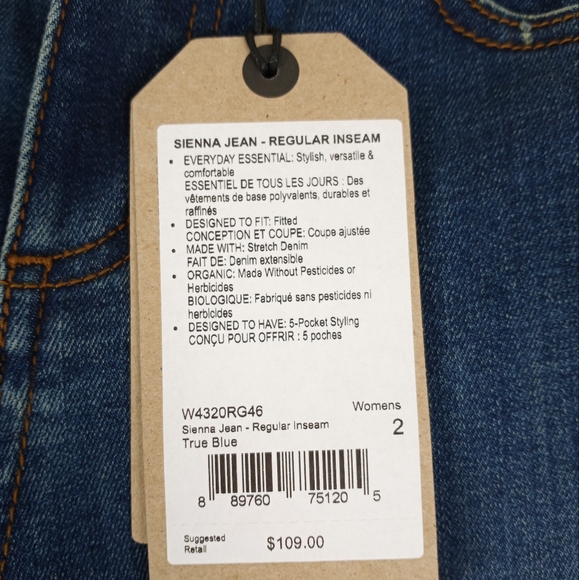 SIENNA JEAN - REGULAR INSEAM
• EVERYDAY ESSENTIAL: Stylish, versatile &
comfortable
ESSENTIEL DE TOUS LES JOURS : Des
vêtements de base polyvalents, durables et
raffinés
• DESIGNED TO FIT: Fitted
CONCEPTION ET COUPE: Coupe ajustée
• MADE WITH: Stretch Denim
FAIT DE: Denim extensible
• ORGANIC: Made Without Pesticides or
Herbicides
BIOLOGIQUE: Fabriqué sans pesticides ni
herbicides
• DESIGNED TO HAVE: 5-Pocket Styling
CONÇU POUR OFFRIR : 5 poches
W4320RG46 Womens
Sienna Jean - Regular Inseam 2
True Blue
8 89760 75120 5
Suggested
Retail $109.00